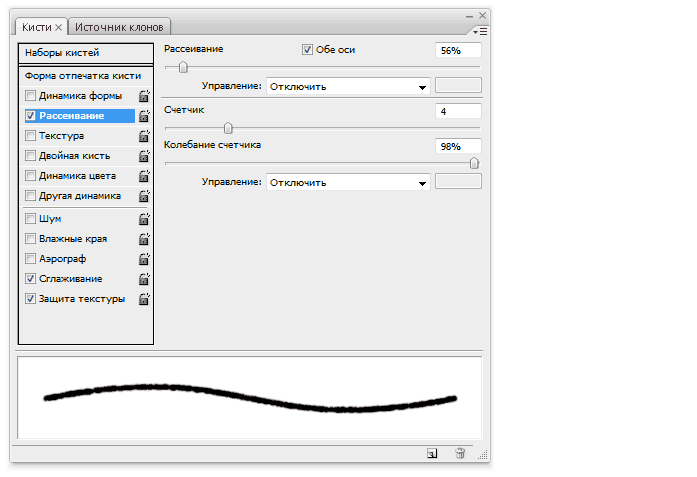 Кисти
Источник клонов
Наборы кистей
Форма отпечатка кисти
Динамика формы
Рассеивание
Текстура
Двойная кисть
Динамика цвета
Другая динамика
Шум
Влажные края
Аэрограф
Сглаживание
Защита текстуры
Рассеивание Обе оси 56%
Управление: Отключить
Счетчик 4
Колебание счетчика 98%
Управление: Отключить